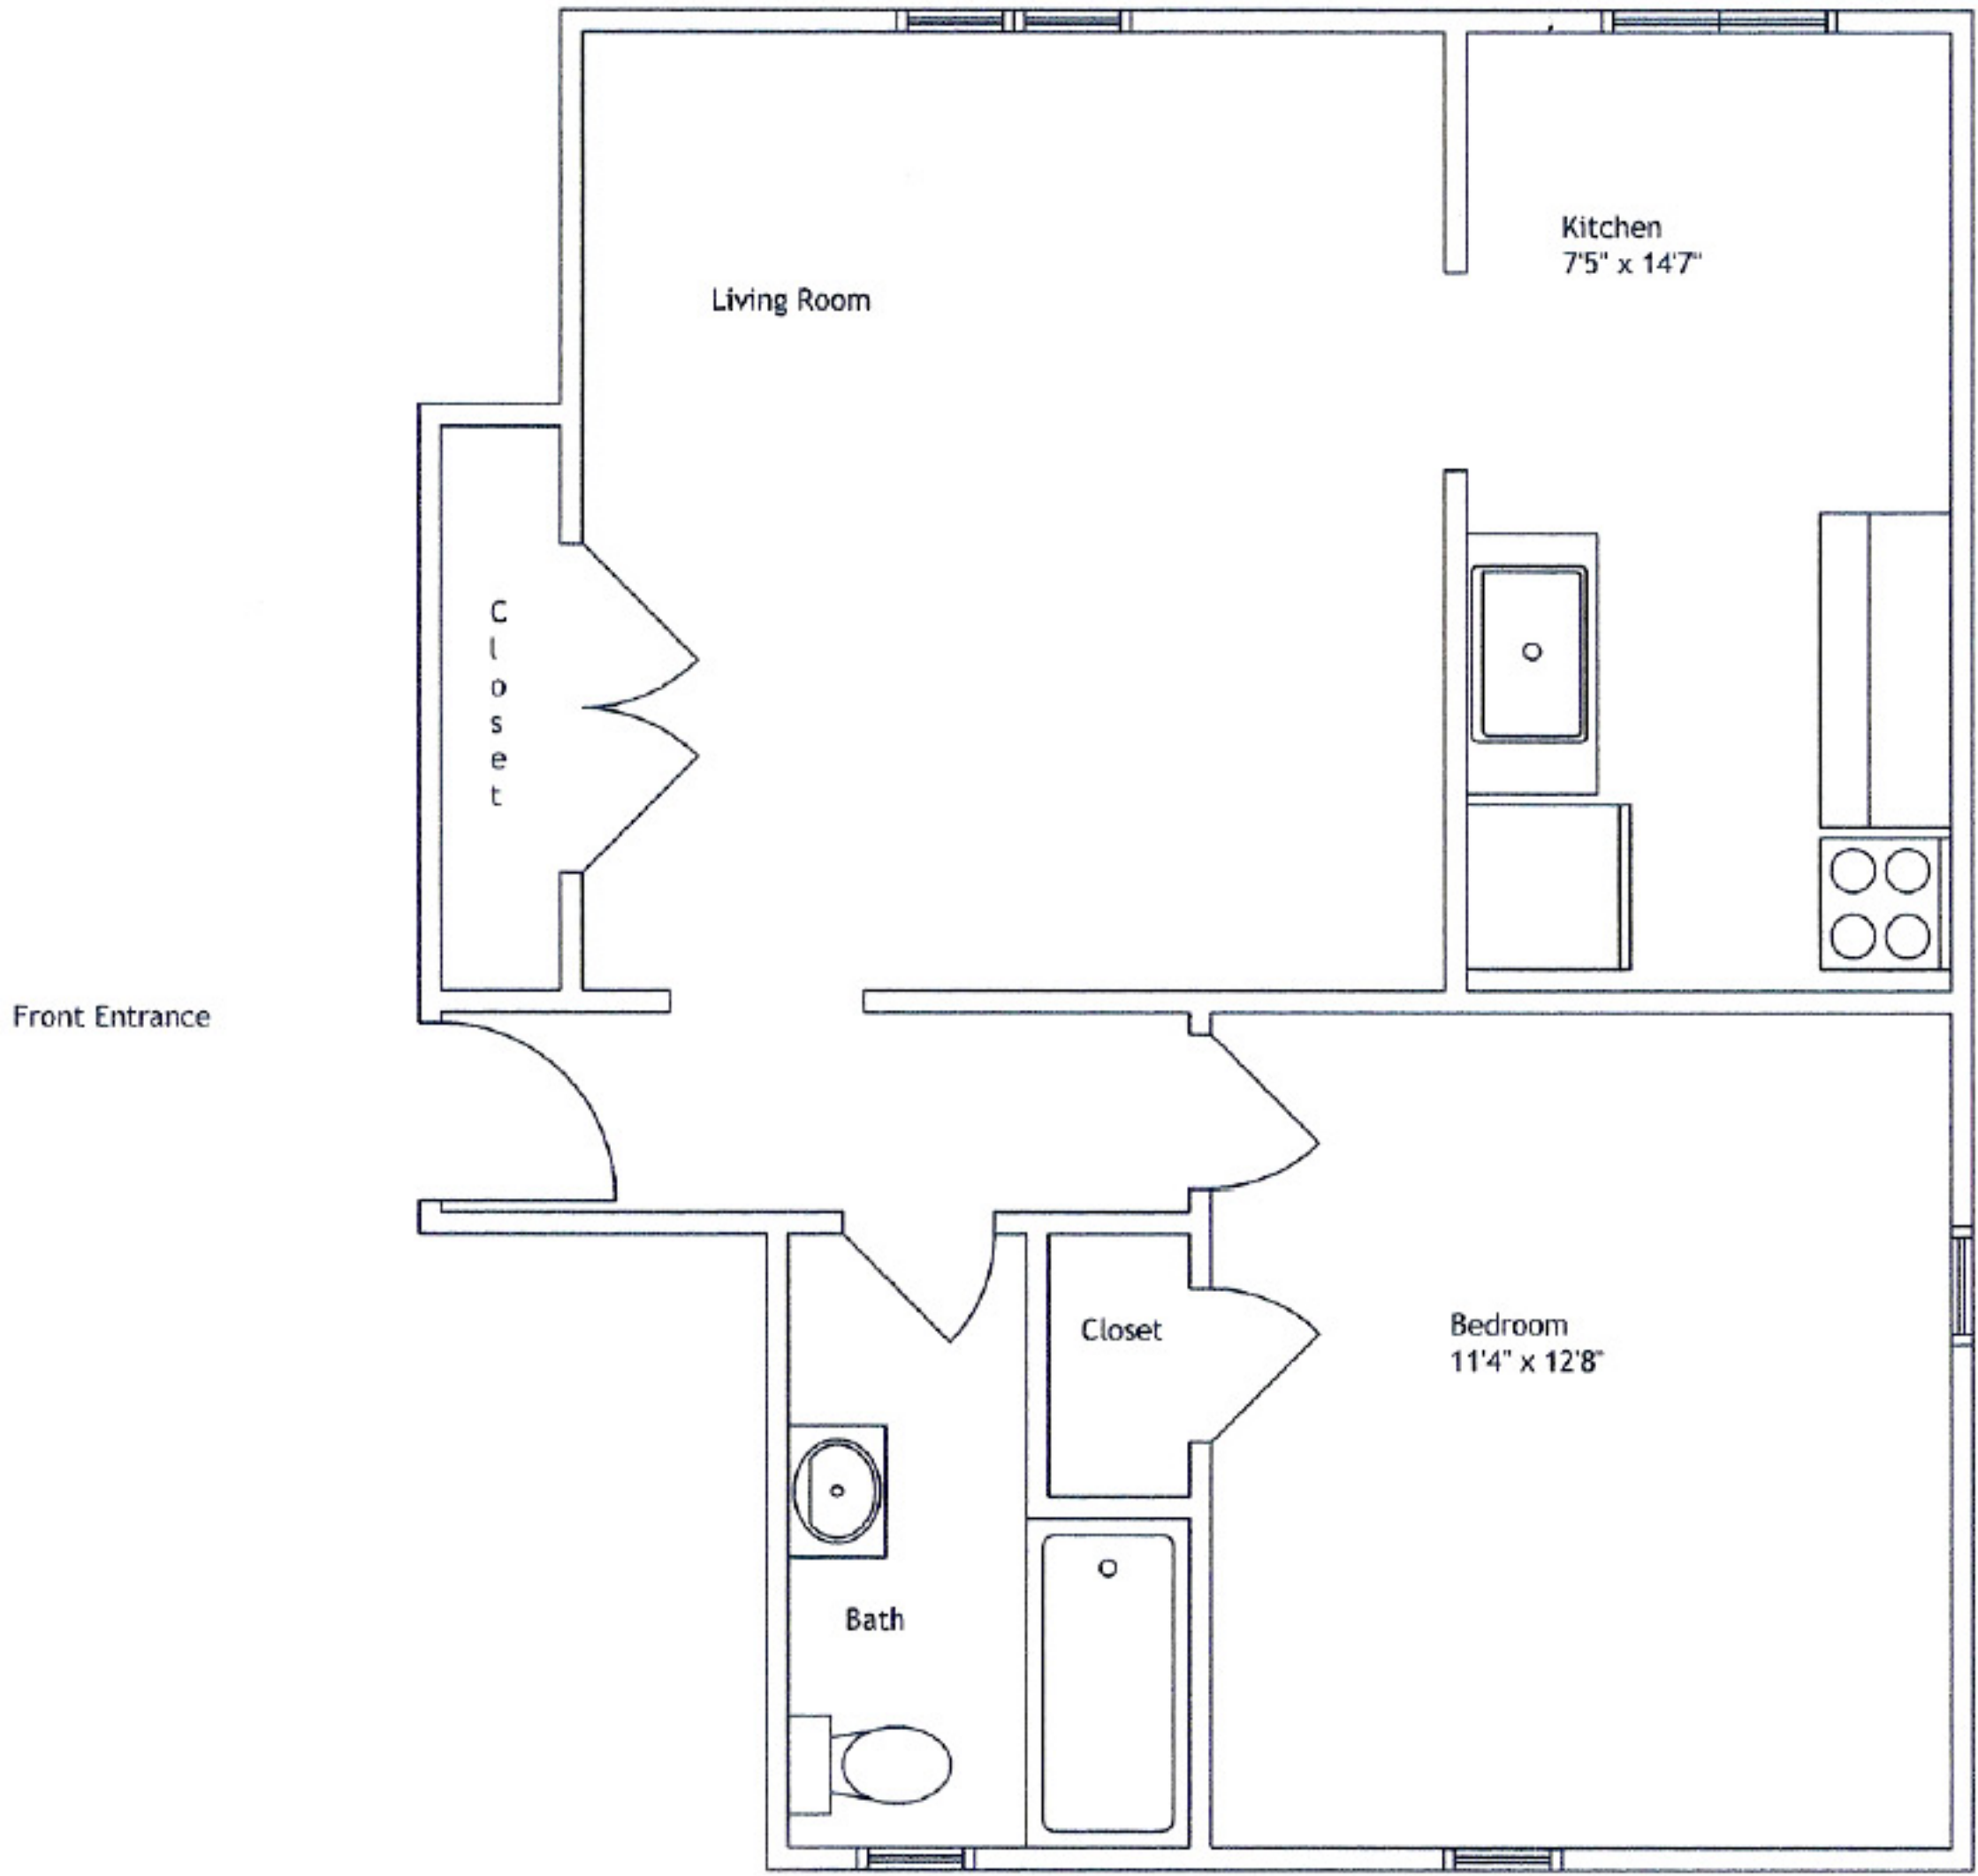 Living Room
Kitchen
7'5" x 14'7"
Closet
Front Entrance
Closet
Bedroom
11'4" x 12'8"
Bath